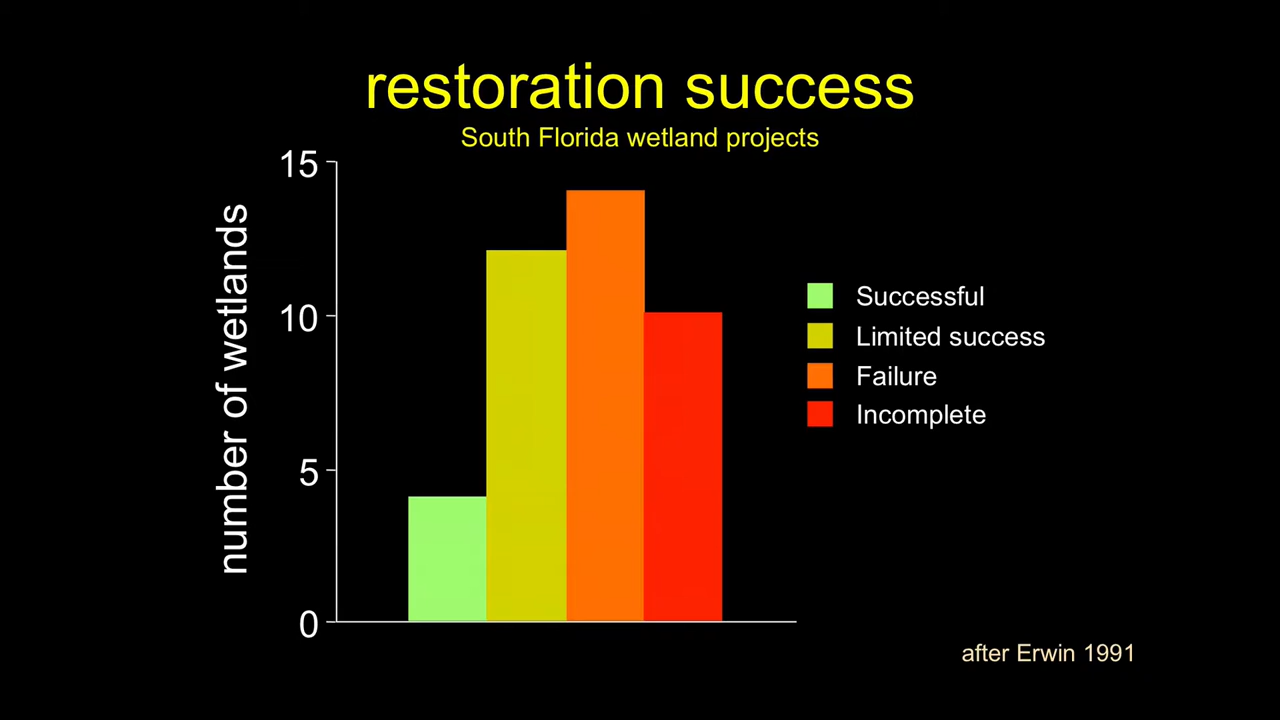 restoration success
South Florida wetland projects
number of wetlands
15
10
5
0
Successful
Limited success
Failure
Incomplete
after Erwin 1991